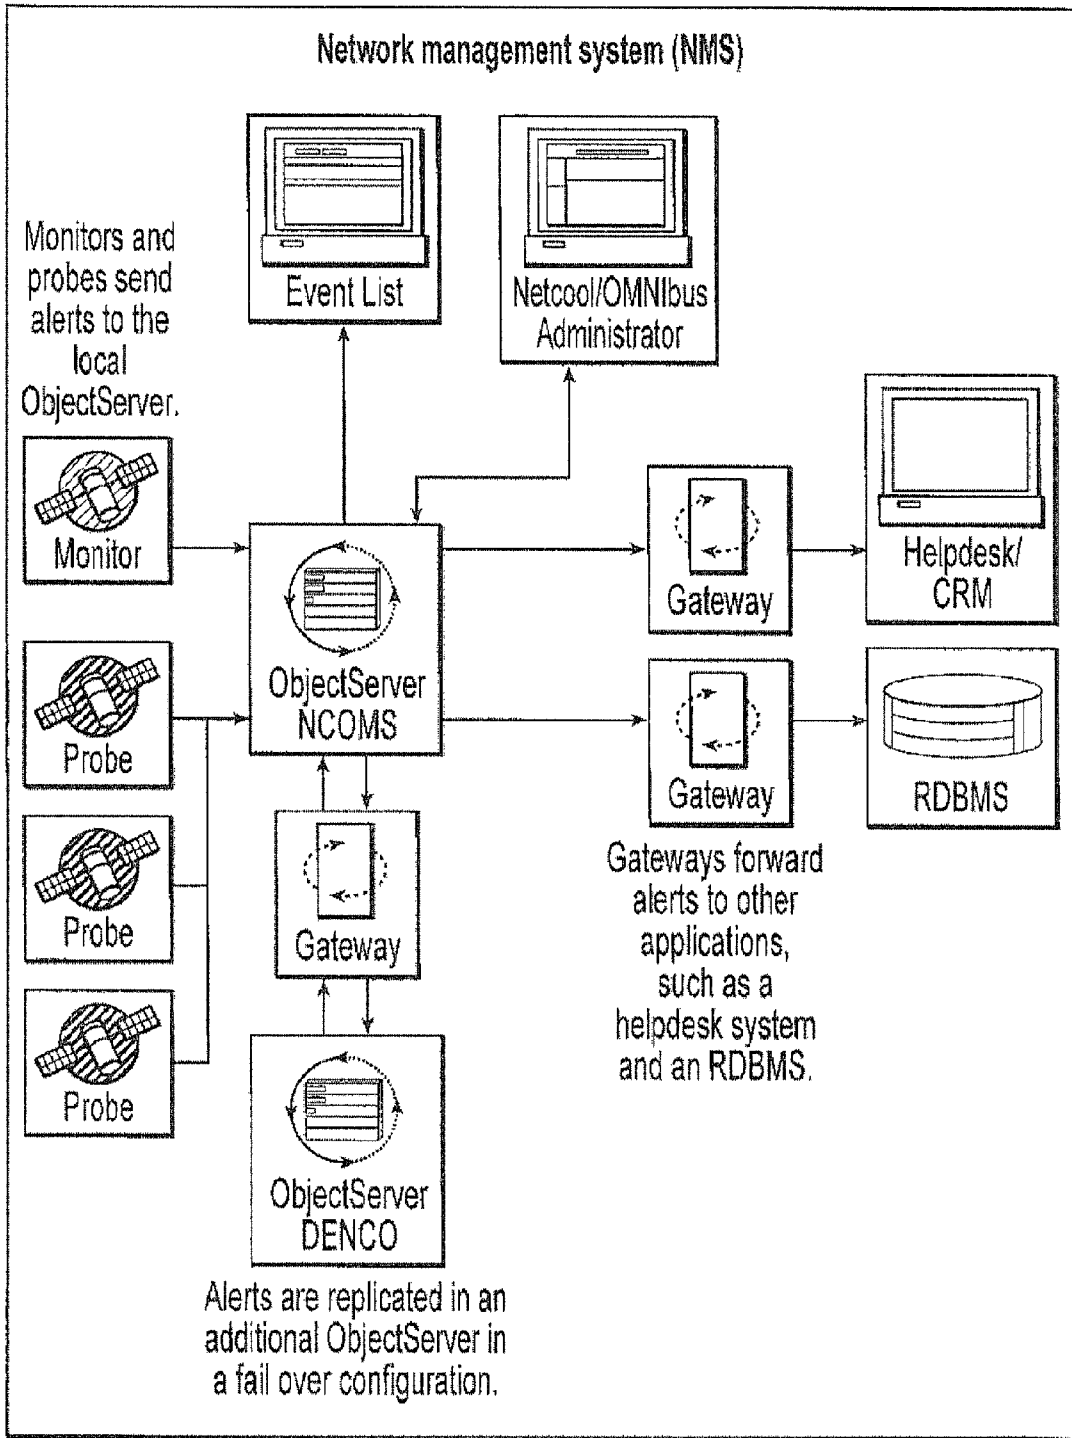 Network management system (NMS)
Monitors and
probes send
alerts to the
local
ObjectServer.
Event List
Netcool/OMNIbus
Administrator
Monitor
Probe
Probe
Probe
ObjectServer
NCOMS
Gateway
ObjectServer
DENCO
Alerts are replicated in an
additional ObjectServer in
a fail over configuration.
Gateway
Helpdesk/
CRM
Gateway
RDBMS
Gateways forward
alerts to other
applications,
such as a
helpdesk system
and an RDBMS.